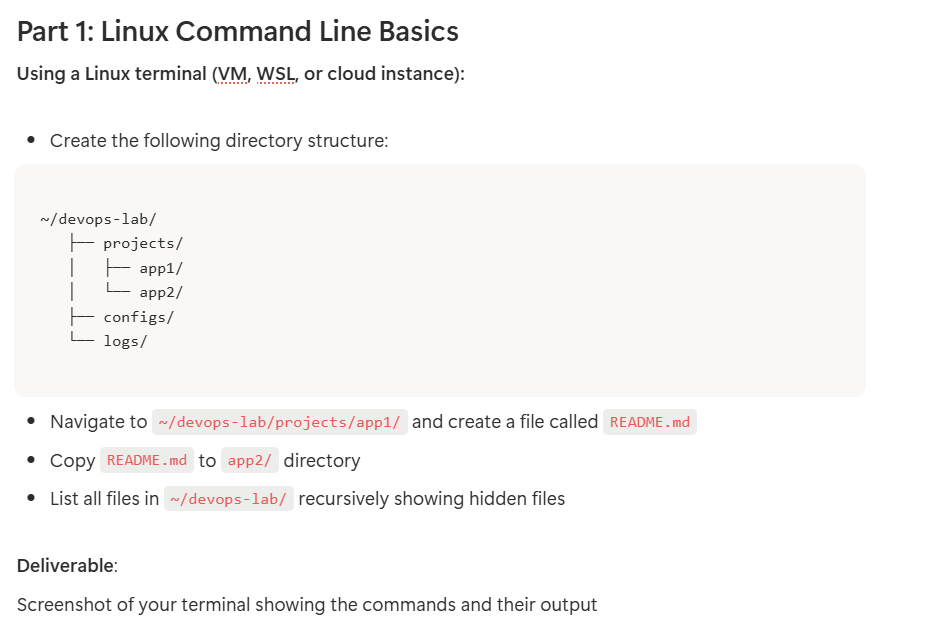 Part 1: Linux Command Line Basics
Using a Linux terminal (VM, WSL, or cloud instance):
• Create the following directory structure:
~/devops-lab/
├── projects/
│   ├── app1/
│   └── app2/
├── configs/
└── logs/
• Navigate to ~/devops-lab/projects/app1/ and create a file called README.md
• Copy README.md to app2/ directory
• List all files in ~/devops-lab/ recursively showing hidden files
Deliverable:
Screenshot of your terminal showing the commands and their output